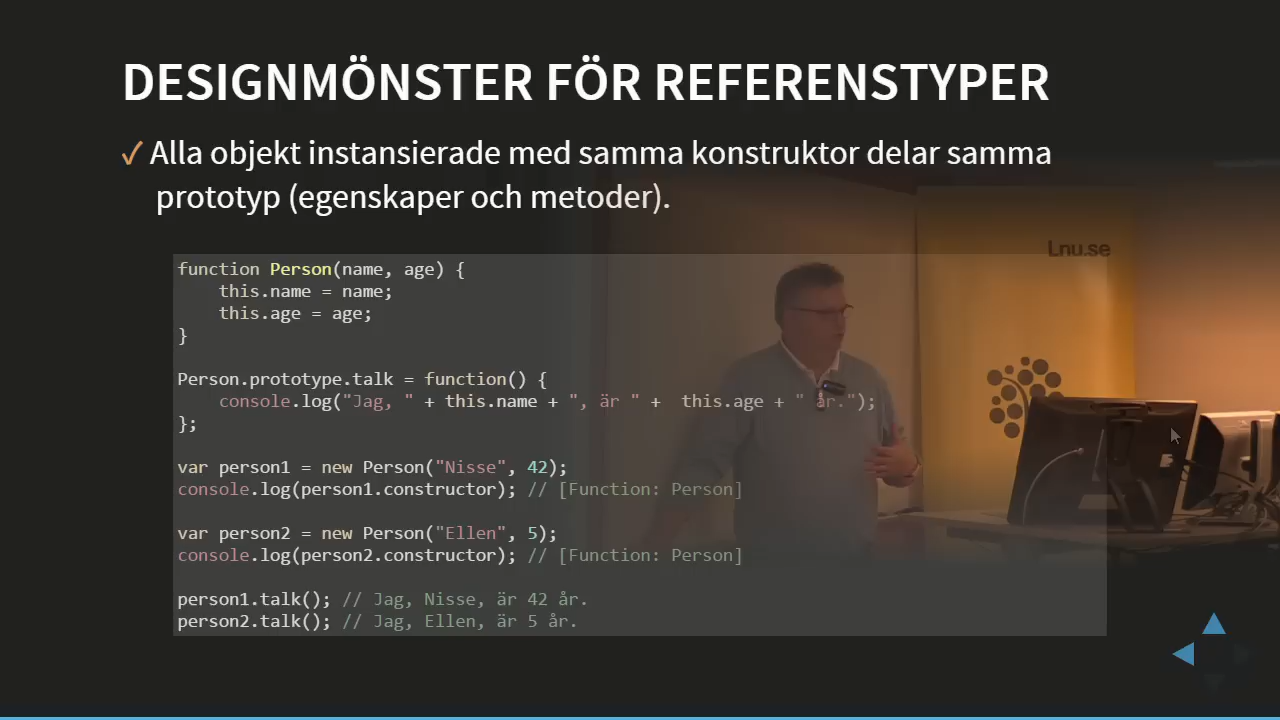 DESIGNMÖNSTER FÖR REFERENSTYPER
✓ Alla objekt instansierade med samma konstruktor delar samma
prototyp (egenskaper och metoder).
Lnu.se
function Person(name, age) {
    this.name = name;
    this.age = age;
}
Person.prototype.talk = function() {
    console.log("Jag, " + this.name + ", är " +  this.age + " år.");
};
var person1 = new Person("Nisse", 42);
console.log(person1.constructor); // [Function: Person]
var person2 = new Person("Ellen", 5);
console.log(person2.constructor); // [Function: Person]
person1.talk(); // Jag, Nisse, är 42 år.
person2.talk(); // Jag, Ellen, är 5 år.